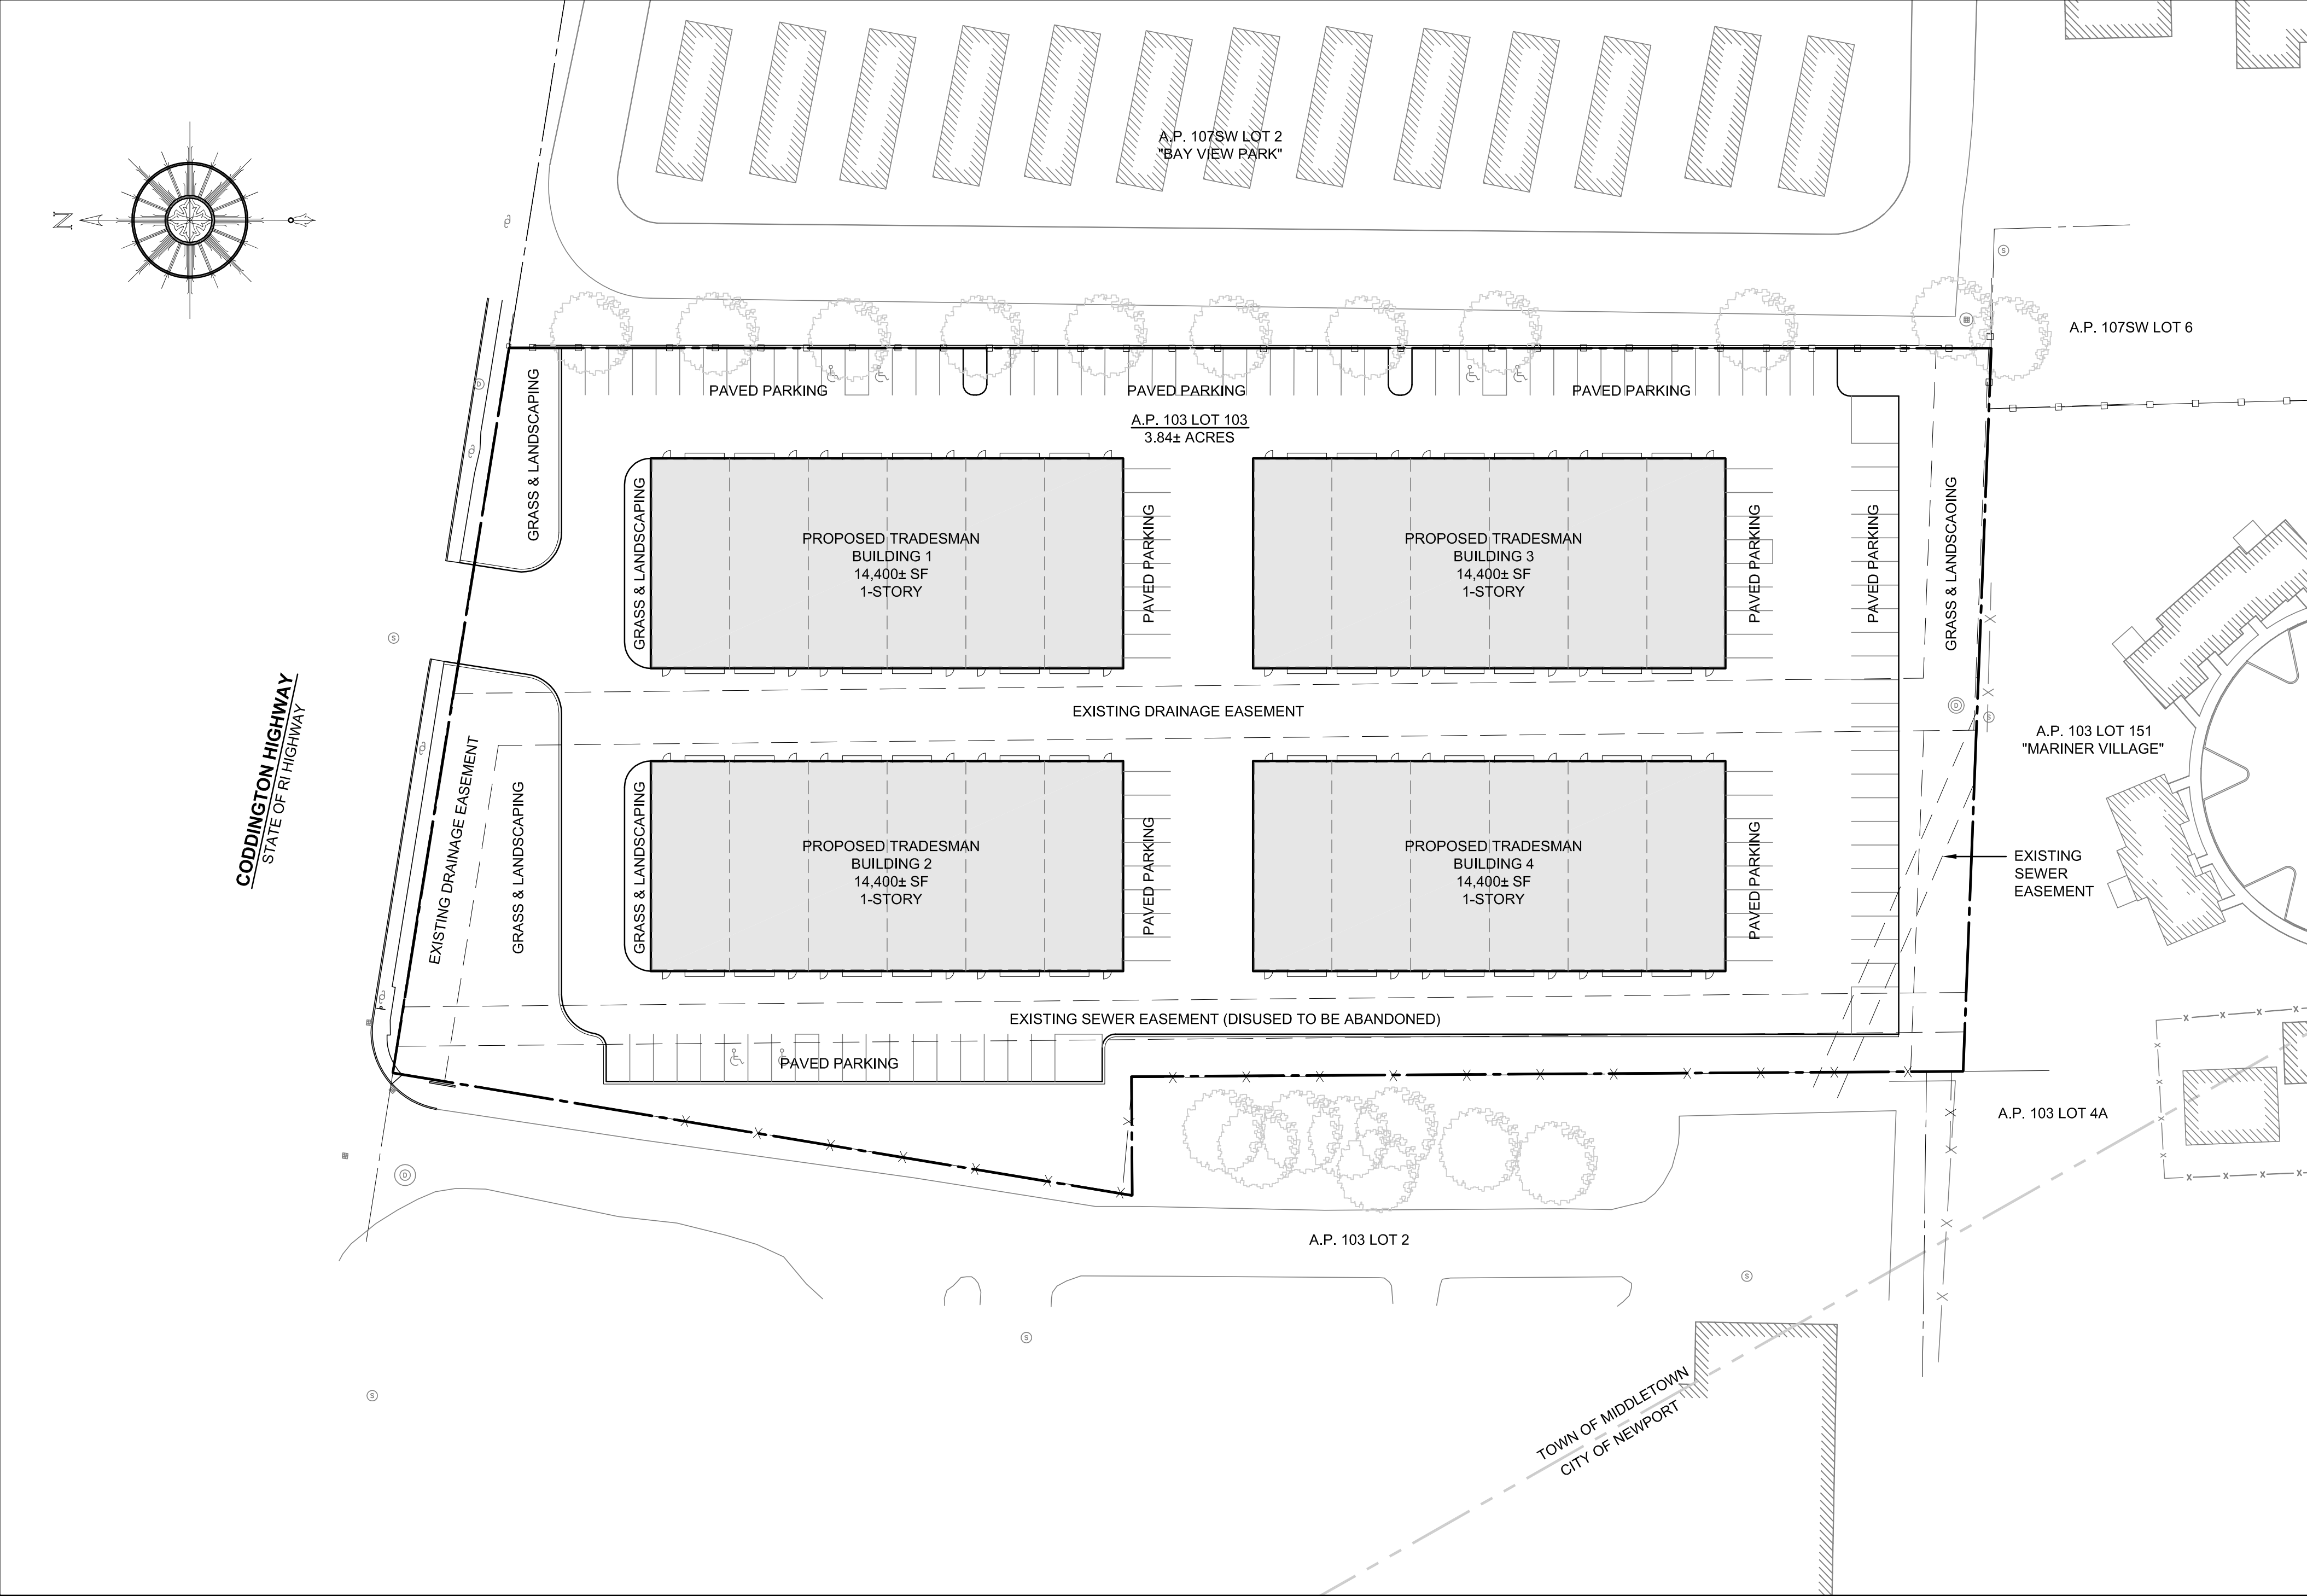 A.P. 107SW LOT 2
"BAY VIEW PARK"
N
A.P. 107SW LOT 6
PAVED PARKING
PAVED PARKING
PAVED PARKING
A.P. 103 LOT 103
3.84± ACRES
GRASS & LANDSCAPING
GRASS & LANDSCAPING
PROPOSED TRADESMAN
BUILDING 1
14,400± SF
1-STORY
PAVED PARKING
PROPOSED TRADESMAN
BUILDING 3
14,400± SF
1-STORY
PAVED PARKING
PAVED PARKING
GRASS & LANDSCAOING
CODDINGTON HIGHWAY
STATE OF RI HIGHWAY
EXISTING DRAINAGE EASEMENT
A.P. 103 LOT 151
"MARINER VILLAGE"
EXISTING DRAINAGE EASEMENT
GRASS & LANDSCAPING
GRASS & LANDSCAPING
PROPOSED TRADESMAN
BUILDING 2
14,400± SF
1-STORY
PAVED PARKING
PROPOSED TRADESMAN
BUILDING 4
14,400± SF
1-STORY
PAVED PARKING
EXISTING
SEWER
EASEMENT
EXISTING SEWER EASEMENT (DISUSED TO BE ABANDONED)
PAVED PARKING
A.P. 103 LOT 4A
A.P. 103 LOT 2
TOWN OF MIDDLETOWN
CITY OF NEWPORT
S
D
S
D
S
D
S
S
S